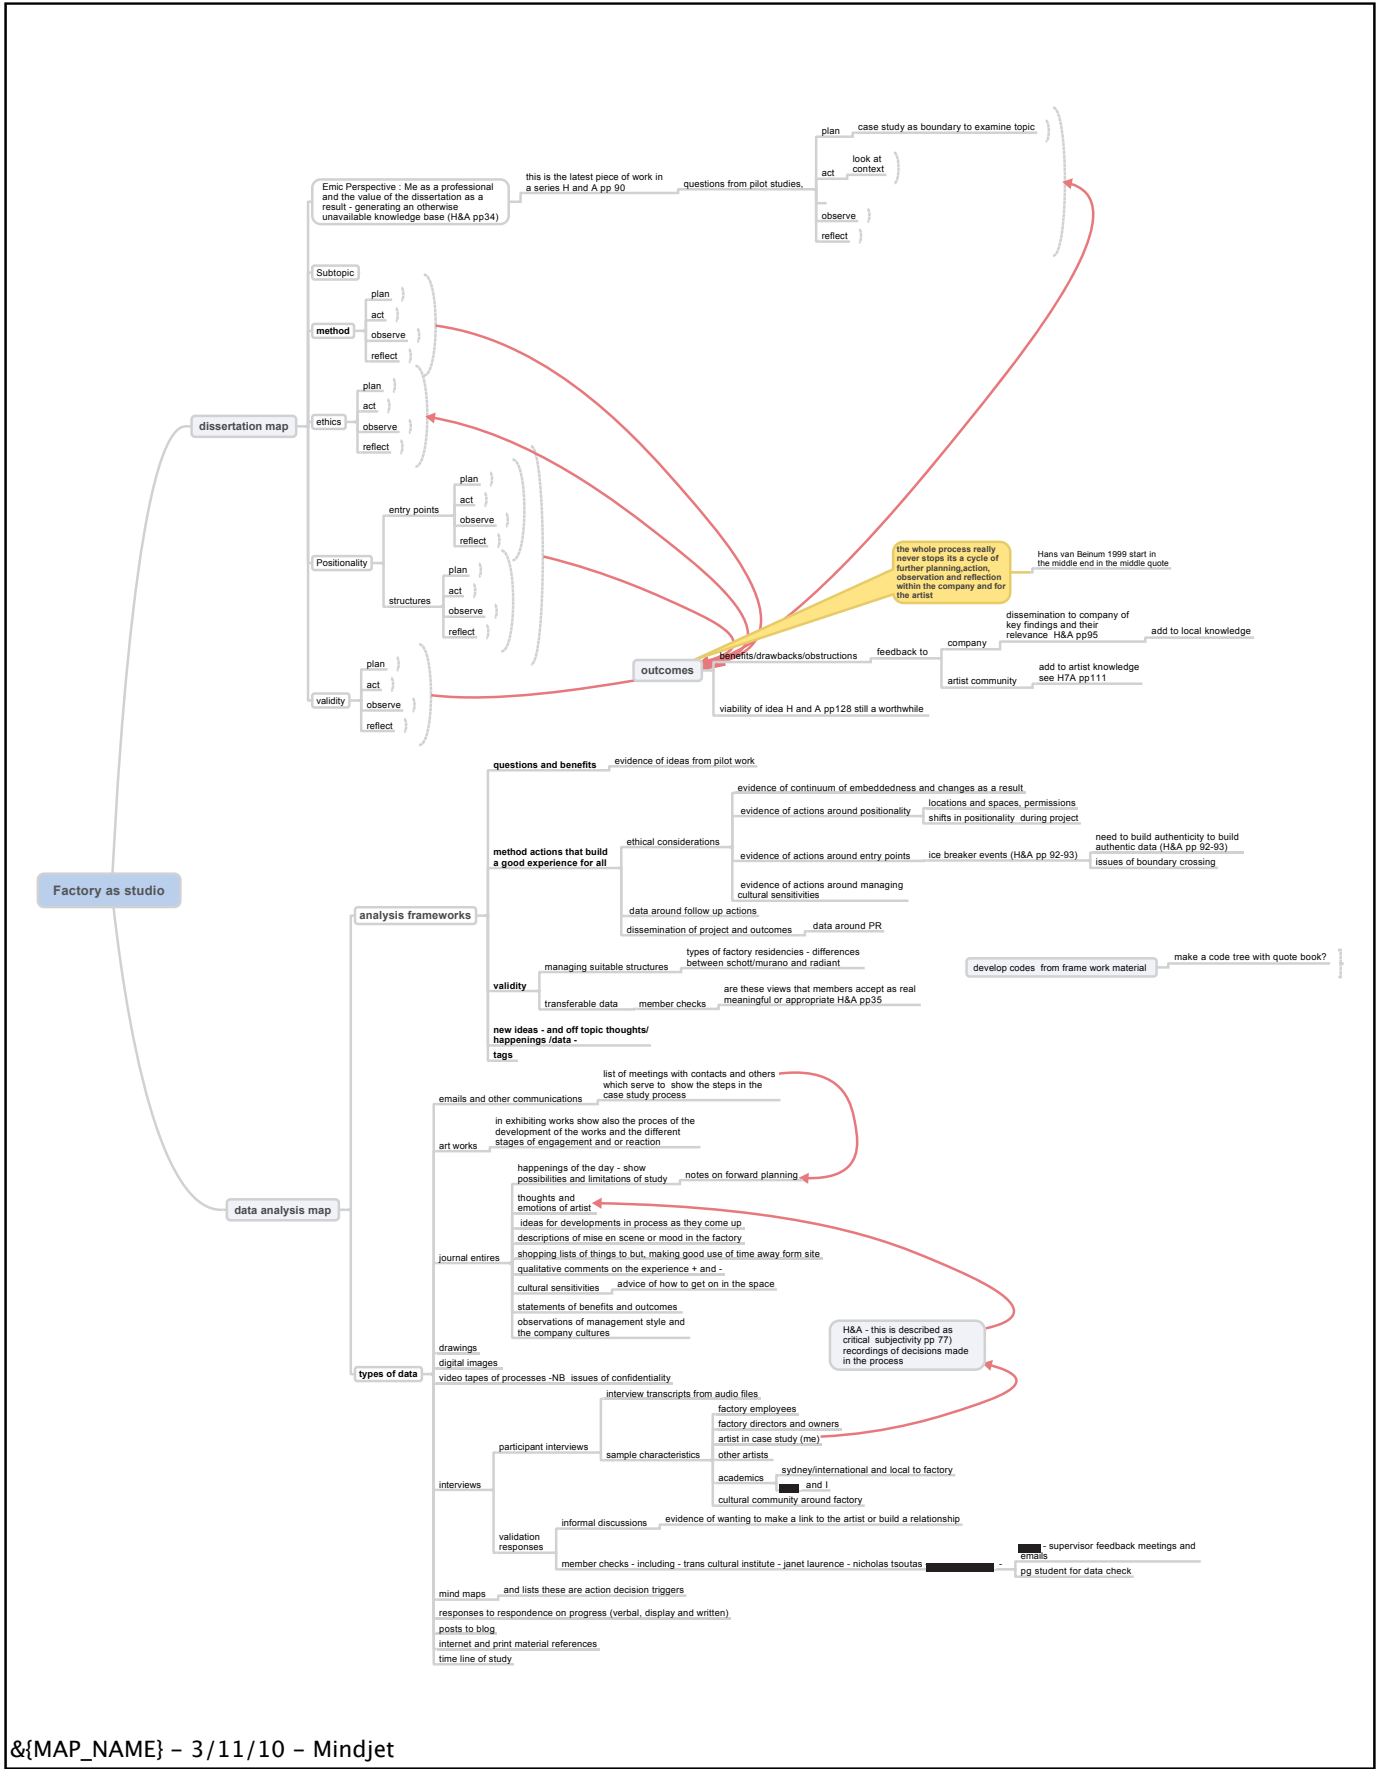 plan
case study as boundary to examine topic
look at
context
act
this is the latest piece of work in
a series H and A pp 90
questions from pilot studies,
Emic Perspective : Me as a professional
and the value of the dissertation as a
result - generating an otherwise
unavailable knowledge base (H&A pp34)
observe
reflect
Subtopic
method
plan
act
observe
reflect
ethics
plan
act
observe
reflect
dissertation map
Positionality
entry points
plan
act
observe
reflect
structures
plan
act
observe
reflect
validity
plan
act
observe
reflect
the whole process really
never stops its a cycle of
further planning,action,
observation and reflection
within the company and for
the artist
Hans van Beinum 1999 start in
the middle end in the middle quote
outcomes
benefits/drawbacks/obstructions
feedback to
company
dissemination to company of
key findings and their
relevance H&A pp95
add to local knowledge
artist community
add to artist knowledge
see H7A pp111
viability of idea H and A pp128 still a worthwhile
Factory as studio
analysis frameworks
questions and benefits
evidence of ideas from pilot work
method actions that build
a good experience for all
ethical considerations
evidence of continuum of embeddedness and changes as a result
evidence of actions around positionality
locations and spaces, permissions
shifts in positionality during project
evidence of actions around entry points
ice breaker events (H&A pp 92-93)
need to build authenticity to build
authentic data (H&A pp 92-93)
issues of boundary crossing
evidence of actions around managing
cultural sensitivities
data around follow up actions
dissemination of project and outcomes
data around PR
validity
managing suitable structures
types of factory residencies - differences
between schott/murano and radiant
transferable data
member checks
are these views that members accept as real
meaningful or appropriate H&A pp35
develop codes from frame work material
make a code tree with quote book?
new ideas - and off topic thoughts/
happenings /data -
tags
data analysis map
types of data
emails and other communications
list of meetings with contacts and others
which serve to show the steps in the
case study process
art works
in exhibiting works show also the proces of the
development of the works and the different
stages of engagement and or reaction
journal entires
happenings of the day - show
possibilities and limitations of study
notes on forward planning
thoughts and
emotions of artist
ideas for developments in process as they come up
descriptions of mise en scene or mood in the factory
shopping lists of things to but, making good use of time away form site
qualitative comments on the experience + and -
cultural sensitivities
advice of how to get on in the space
statements of benefits and outcomes
observations of management style and
the company cultures
H&A - this is described as
critical subjectivity pp 77)
recordings of decisions made
in the process
drawings
digital images
video tapes of processes -NB issues of confidentiality
interviews
participant interviews
interview transcripts from audio files
sample characteristics
factory employees
factory directors and owners
artist in case study (me)
other artists
academics
sydney/international and local to factory
and I
cultural community around factory
validation
responses
informal discussions
evidence of wanting to make a link to the artist or build a relationship
member checks - including - trans cultural institute - janet laurence - nicholas tsoutas -
- supervisor feedback meetings and
emails
pg student for data check
mind maps
and lists these are action decision triggers
responses to respondence on progress (verbal, display and written)
posts to blog
internet and print material references
time line of study
&{MAP_NAME} – 3/11/10 – Mindjet